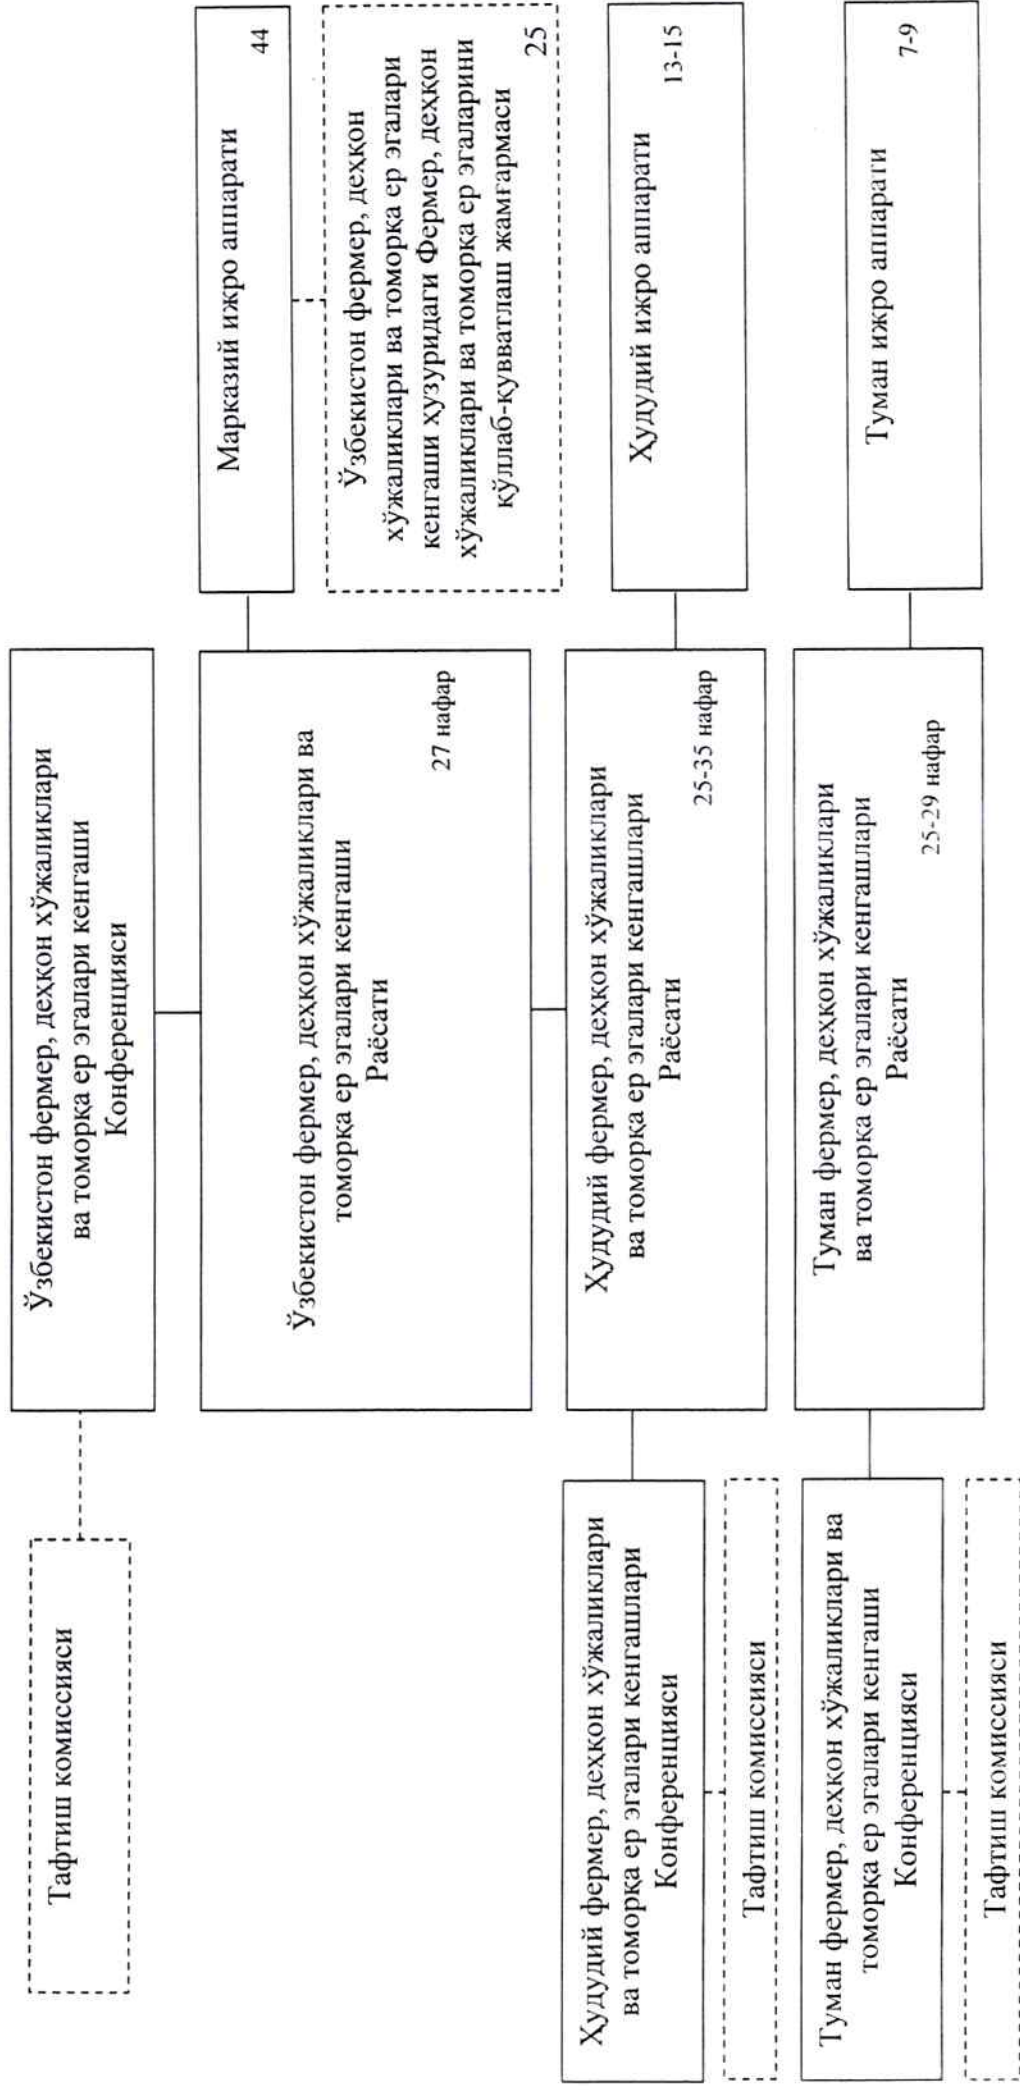 Тафтиш комиссияси
Ўзбекистон фермер, деҳқон хўжаликлари
ва томорқа ер эгалари кенгаши
Конференцияси
Ўзбекистон фермер, деҳқон хўжаликлари ва
томорқа ер эгалари кенгаши
Раёсати
27 нафар
Марказий ижро аппарати
44
Ўзбекистон фермер, деҳқон
хўжаликлари ва томорқа ер эгалари
кенгаши ҳузуридаги Фермер, деҳқон
хўжаликлари ва томорқа ер эгаларини
қўллаб-қувватлаш жамғармаси
25
Ҳудудий фермер, деҳқон хўжаликлари
ва томорқа ер эгалари кенгашлари
Конференцияси
Тафтиш комиссияси
Ҳудудий фермер, деҳқон хўжаликлари
ва томорқа ер эгалари кенгашлари
Раёсати
25-35 нафар
Ҳудудий ижро аппарати
13-15
Туман фермер, деҳқон хўжаликлари ва
томорқа ер эгалари кенгаши
Конференцияси
Тафтиш комиссияси
Туман фермер, деҳқон хўжаликлари
ва томорқа ер эгалари кенгашлари
Раёсати
25-29 нафар
Туман ижро аппарати
7-9